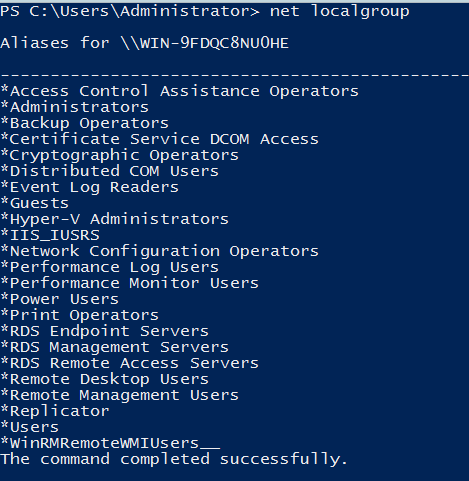 PS C:\Users\Administrator> net localgroup
Aliases for \\WIN-9FDQC8NU0HE
-----------------------------------------------
*Access Control Assistance Operators
*Administrators
*Backup Operators
*Certificate Service DCOM Access
*Cryptographic Operators
*Distributed COM Users
*Event Log Readers
*Guests
*Hyper-V Administrators
*IIS_IUSRS
*Network Configuration Operators
*Performance Log Users
*Performance Monitor Users
*Power Users
*Print Operators
*RDS Endpoint Servers
*RDS Management Servers
*RDS Remote Access Servers
*Remote Desktop Users
*Remote Management Users
*Replicator
*Users
*WinRMRemoteWMIUsers__
The command completed successfully.